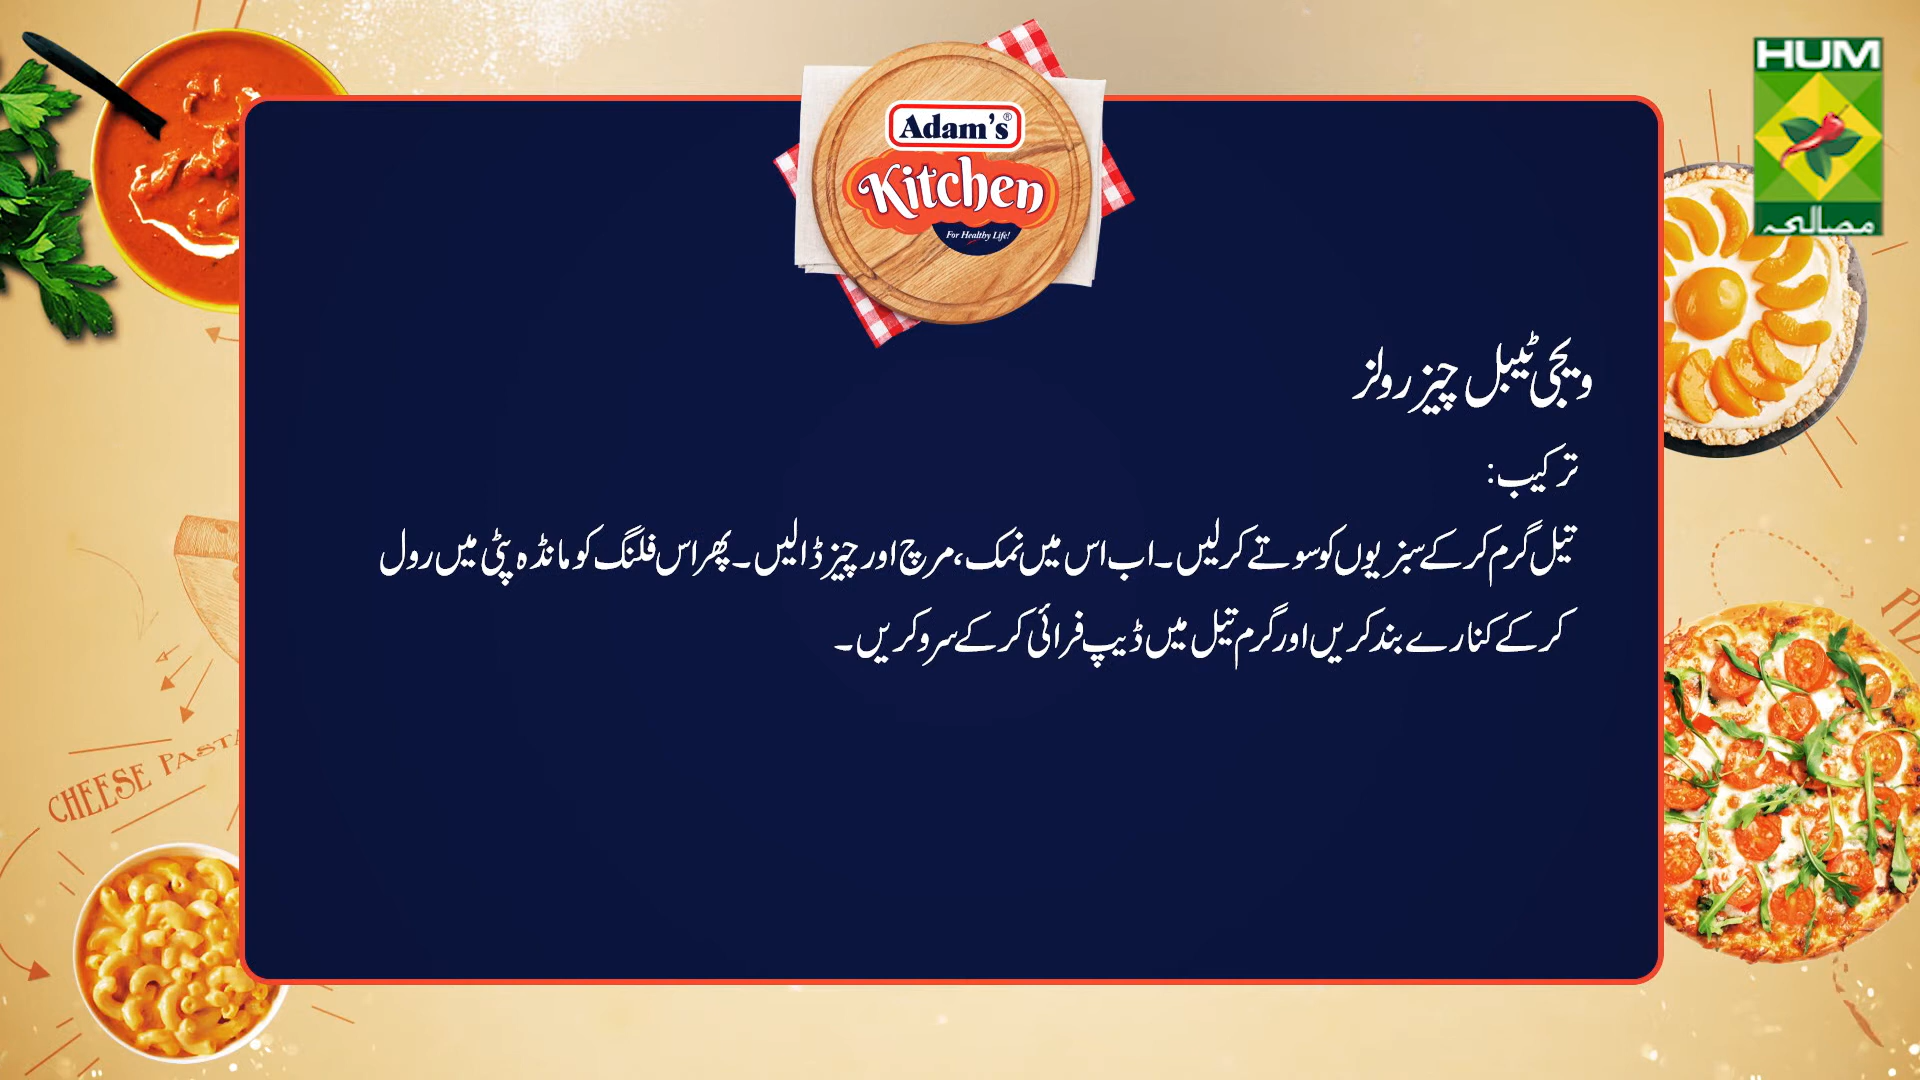 HUM
مصالحہ
Adam's®
Kitchen
For Healthy Life!
ویجی ٹیبل چیز رولز
ترکیب:
تیل گرم کر کے سبزیوں کو سوتے کرلیں۔ اب اس میں نمک، مرچ اور چیز ڈالیں۔ پھر اس فلنگ کو مانڈہ پٹی میں رول
کر کے کنارے بند کریں اور گرم تیل میں ڈیپ فرائی کر کے سرو کریں۔
CHEESE PASTA